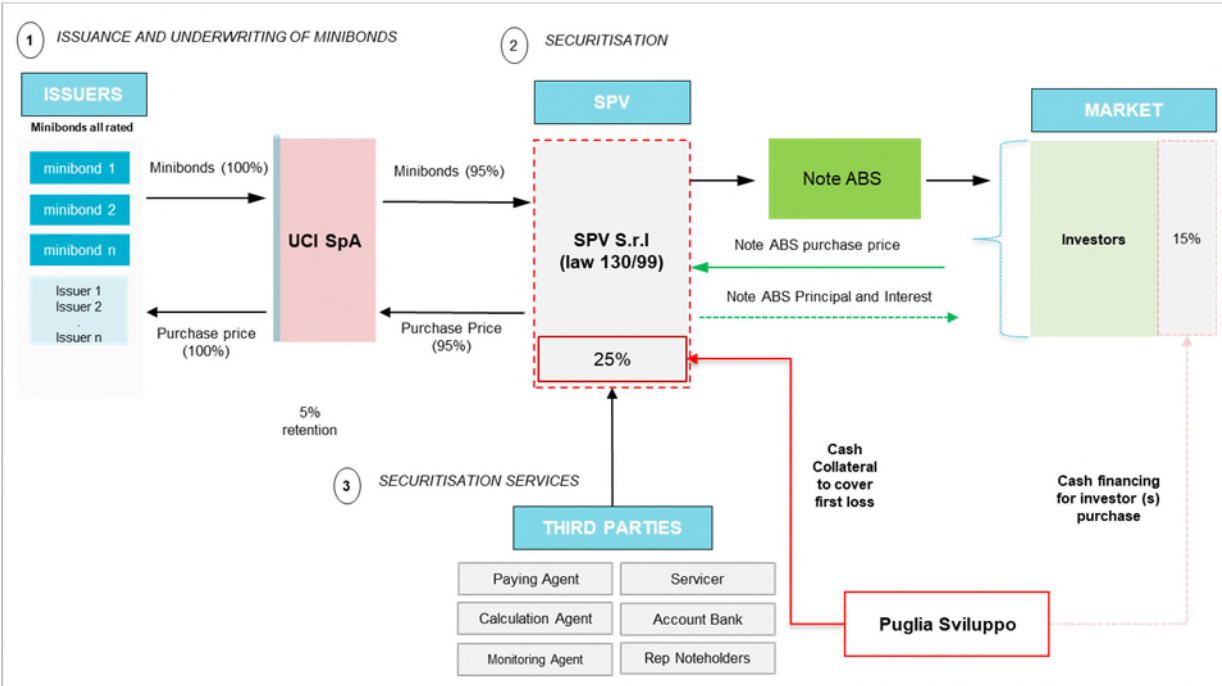 1
ISSUANCE AND UNDERWRITING OF MINIBONDS
2
SECURITISATION
ISSUERS
SPV
MARKET
Minibonds all rated
minibond 1
minibond 2
minibond n
Issuer 1
Issuer 2
.
Issuer n
Minibonds (100%)
Purchase price
(100%)
UCI SpA
5%
retention
Minibonds (95%)
Purchase Price
(95%)
SPV S.r.l
(law 130/99)
25%
Note ABS
Note ABS purchase price
Note ABS Principal and Interest
Investors
15%
3
SECURITISATION SERVICES
THIRD PARTIES
Paying Agent
Servicer
Calculation Agent
Account Bank
Monitoring Agent
Rep Noteholders
Cash
Collateral
to cover
first loss
Cash financing
for investor (s)
purchase
Puglia Sviluppo